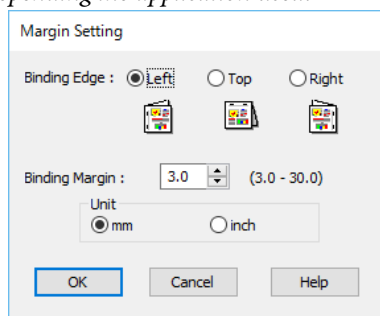 Margin Setting
Binding Edge : Left Top Right
Binding Margin : 3.0 (3.0 - 30.0)
Unit
mm inch
OK Cancel Help